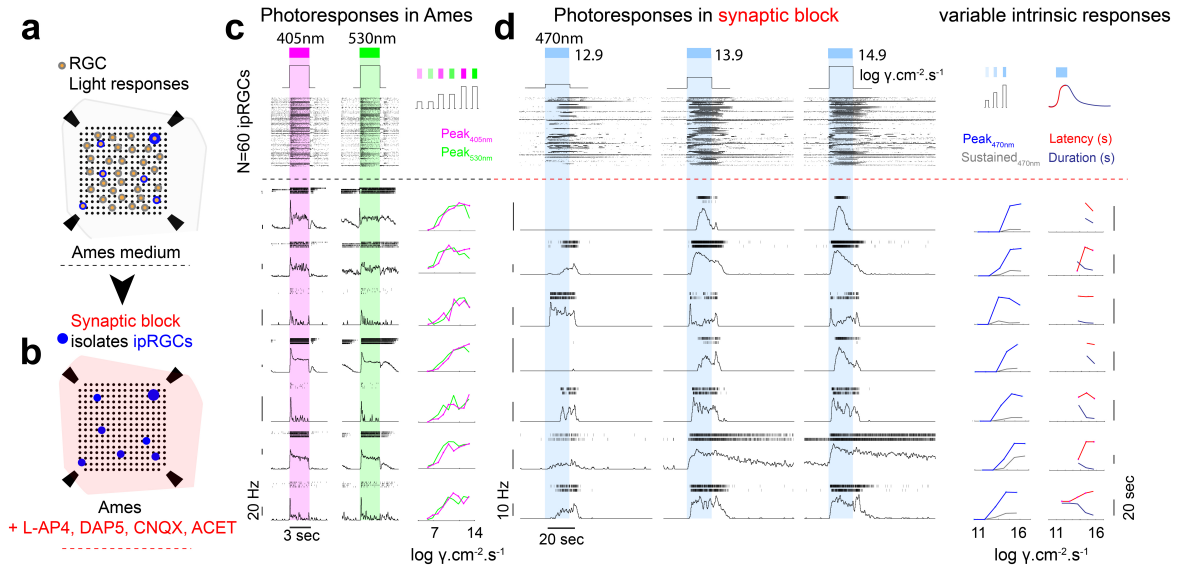 a
RGC
Light responses
Ames medium
Synaptic block
isolates ipRGCs
b
Ames
+ L-AP4, DAP5, CNQX, ACET
c
Photoresponses in Ames
405nm
530nm
N=60 ipRGCs
Peak405nm
Peak530nm
20 Hz
3 sec
7
14
log γ.cm-2.s-1
d
Photoresponses in synaptic block
variable intrinsic responses
470nm
12.9
13.9
14.9
log γ.cm-2.s-1
Peak470nm
Sustained470nm
Latency (s)
Duration (s)
10 Hz
20 sec
20 sec
11
16
11
16
log γ.cm-2.s-1